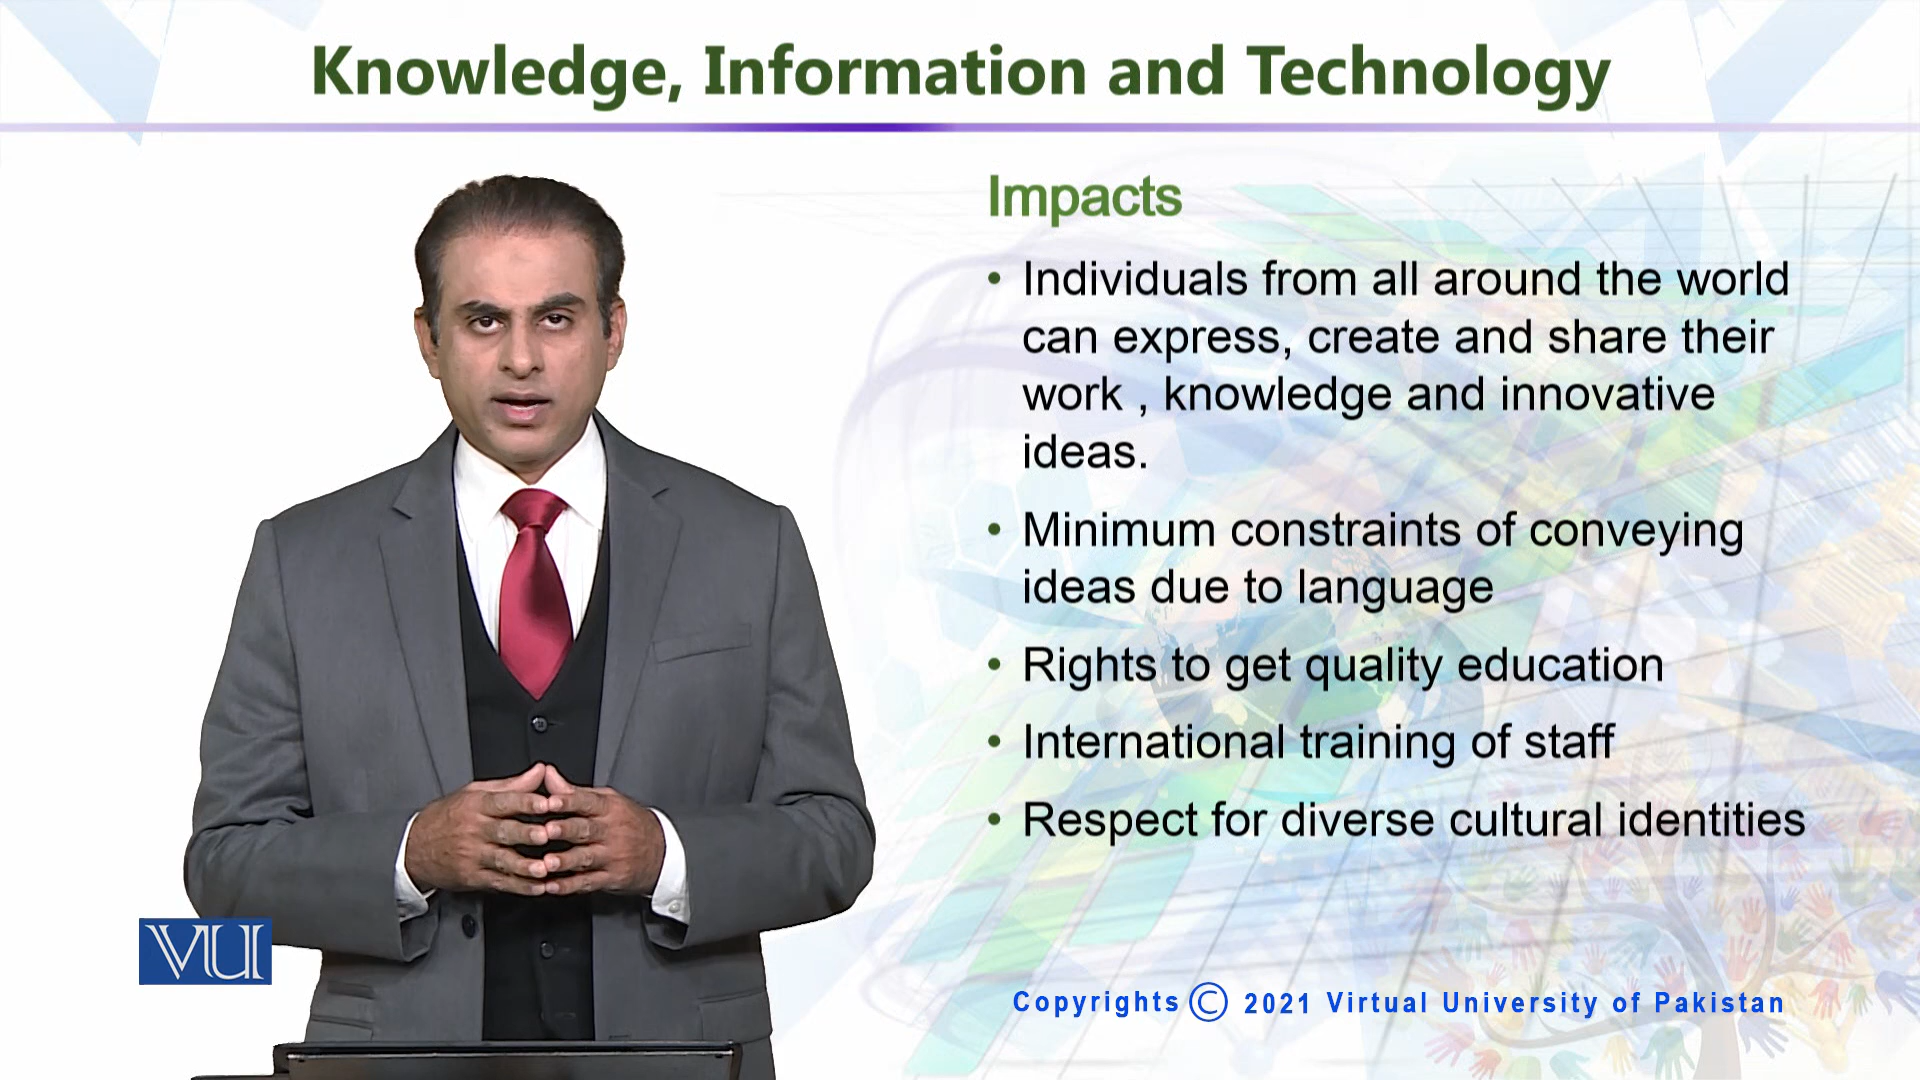 Knowledge, Information and Technology
Impacts
• Individuals from all around the world
can express, create and share their
work , knowledge and innovative
ideas.
• Minimum constraints of conveying
ideas due to language
• Rights to get quality education
• International training of staff
• Respect for diverse cultural identities
VU
Copyrights © 2021 Virtual University of Pakistan